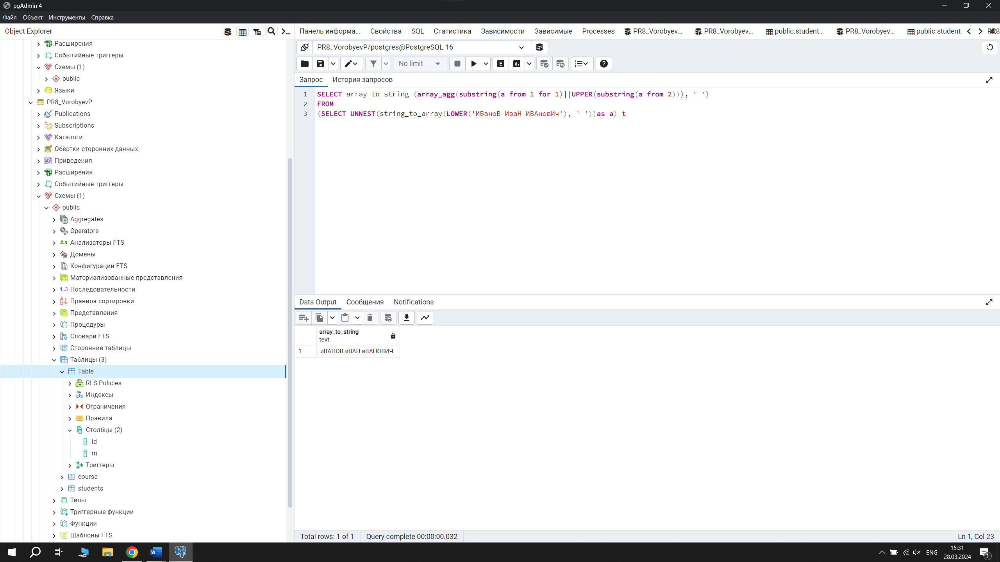 pgAdmin 4
Файл Объект Инструменты Справка
Object Explorer
Расширения
Событийные триггеры
Схемы (1)
public
Языки
PR8_VorobyevP
Publications
Subscriptions
Каталоги
Обёртки сторонних данных
Приведения
Расширения
Событийные триггеры
Схемы (1)
public
Aggregates
Operators
Aa Анализаторы FTS
Домены
Конфигурации FTS
Материализованные представления
1..3 Последовательности
Правила сортировки
Представления
Процедуры
Словари FTS
Сторонние таблицы
Таблицы (3)
Table
RLS Policies
Индексы
Ограничения
Правила
Столбцы (2)
id
m
Триггеры
course
students
Типы
Триггерные функции
Функции
Шаблоны FTS
Панель информа... Свойства SQL Статистика Зависимости Зависимые Processes PR8_Vorobyev... PR8_Vorobyev... public.student... PR8_Vorobyev... public.student
PR8_VorobyevP/postgres@PostgreSQL 16
No limit E
Запрос История запросов
1 SELECT array_to_string (array_agg(substring(a from 1 for 1)||UPPER(substring(a from 2))), ' ')
2 FROM
3 (SELECT UNNEST(string_to_array(LOWER('ИВаноВ ИваН ИВАновИч'), ' '))as a) t
Data Output Сообщения Notifications
array_to_string
text
1 иВАНОВ иВАН иВАНОВИЧ
Total rows: 1 of 1 Query complete 00:00:00.032 Ln 1, Col 23
ENG 15:31
28.03.2024
1